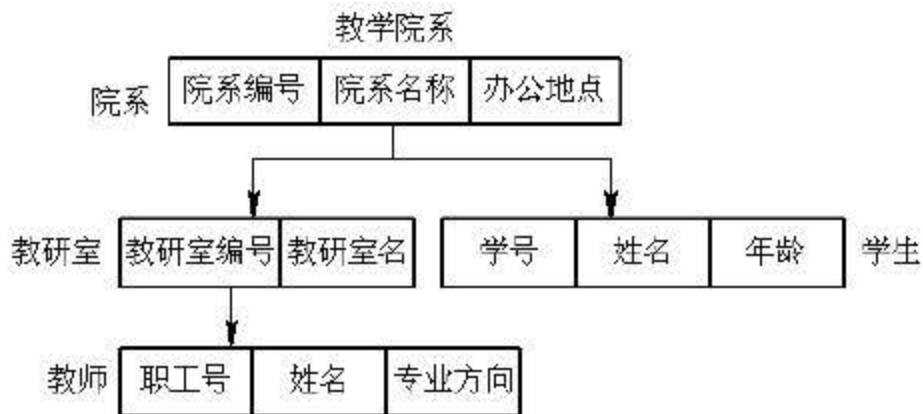 教学院系
院系 院系编号 院系名称 办公地点
教研室 教研室编号 教研室名 学号 姓名 年龄 学生
教师 职工号 姓名 专业方向